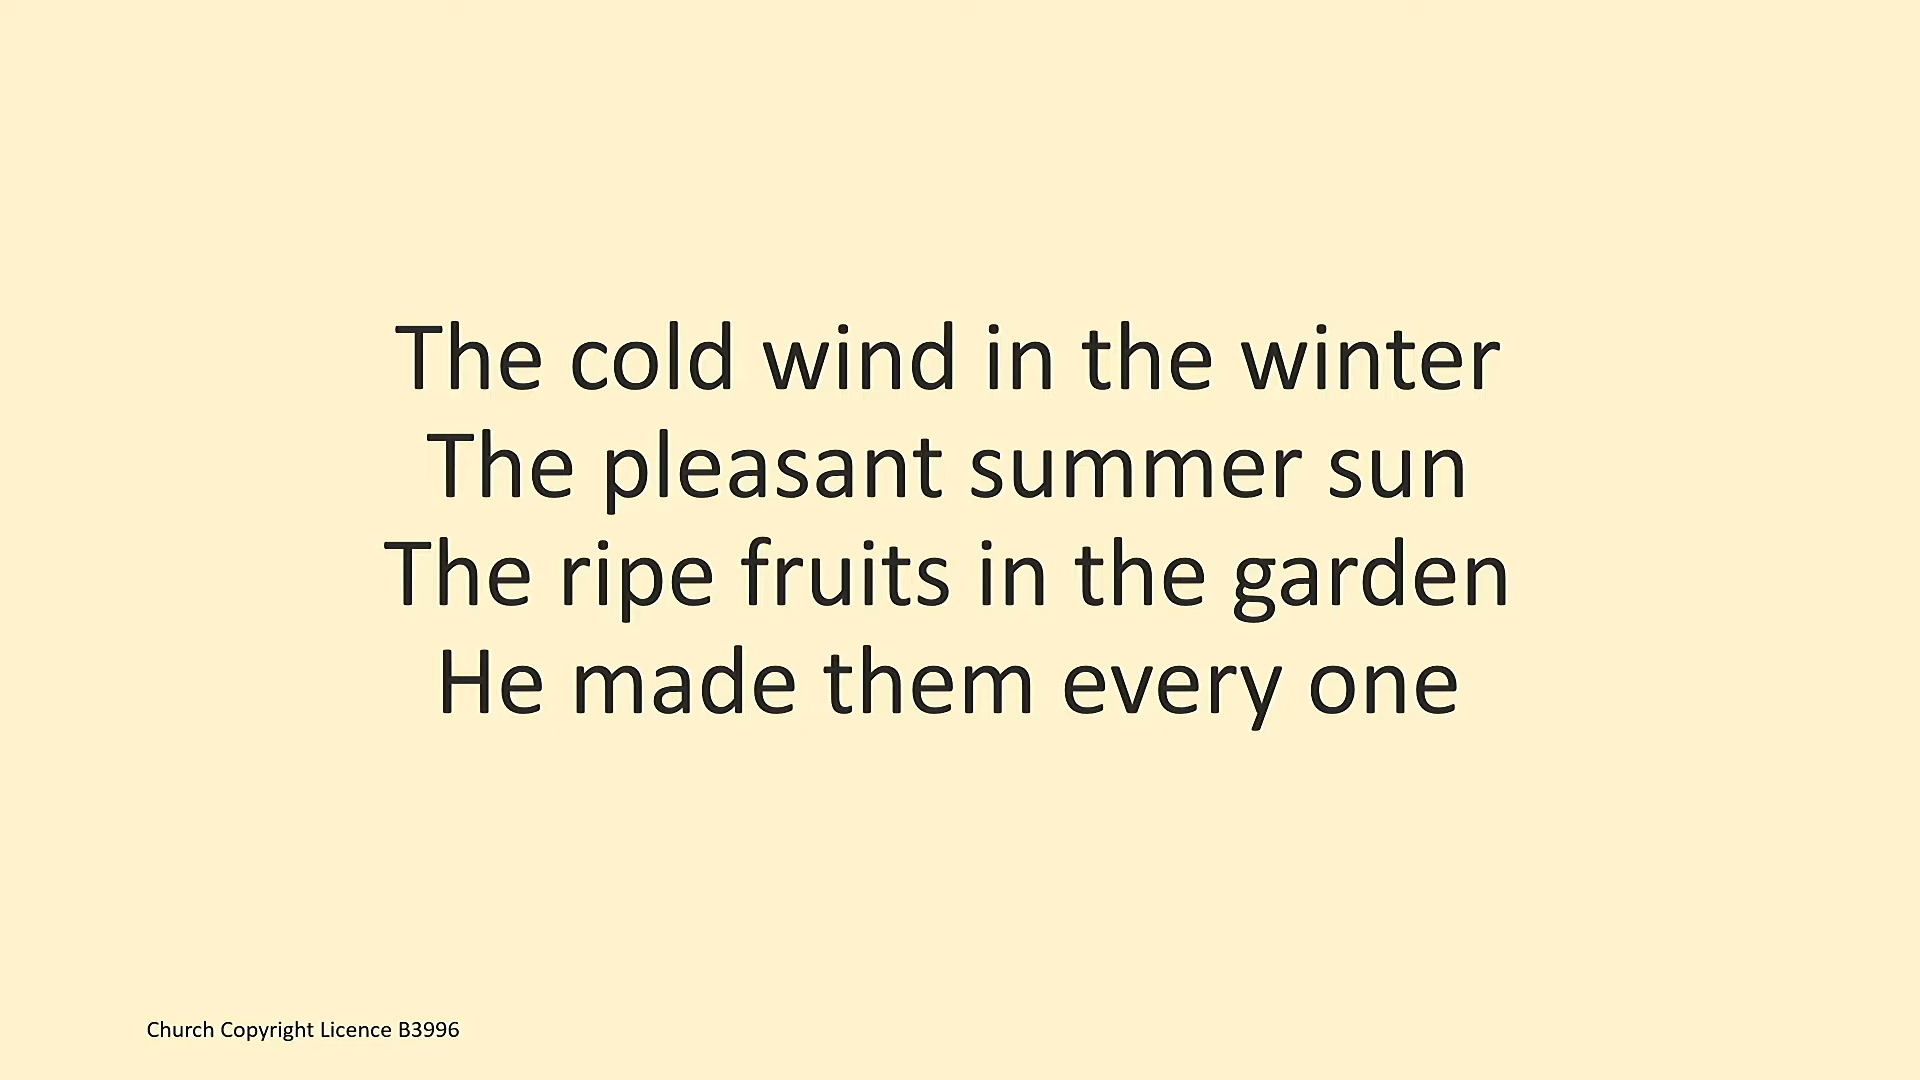 The cold wind in the winter
The pleasant summer sun
The ripe fruits in the garden
He made them every one
Church Copyright Licence B3996